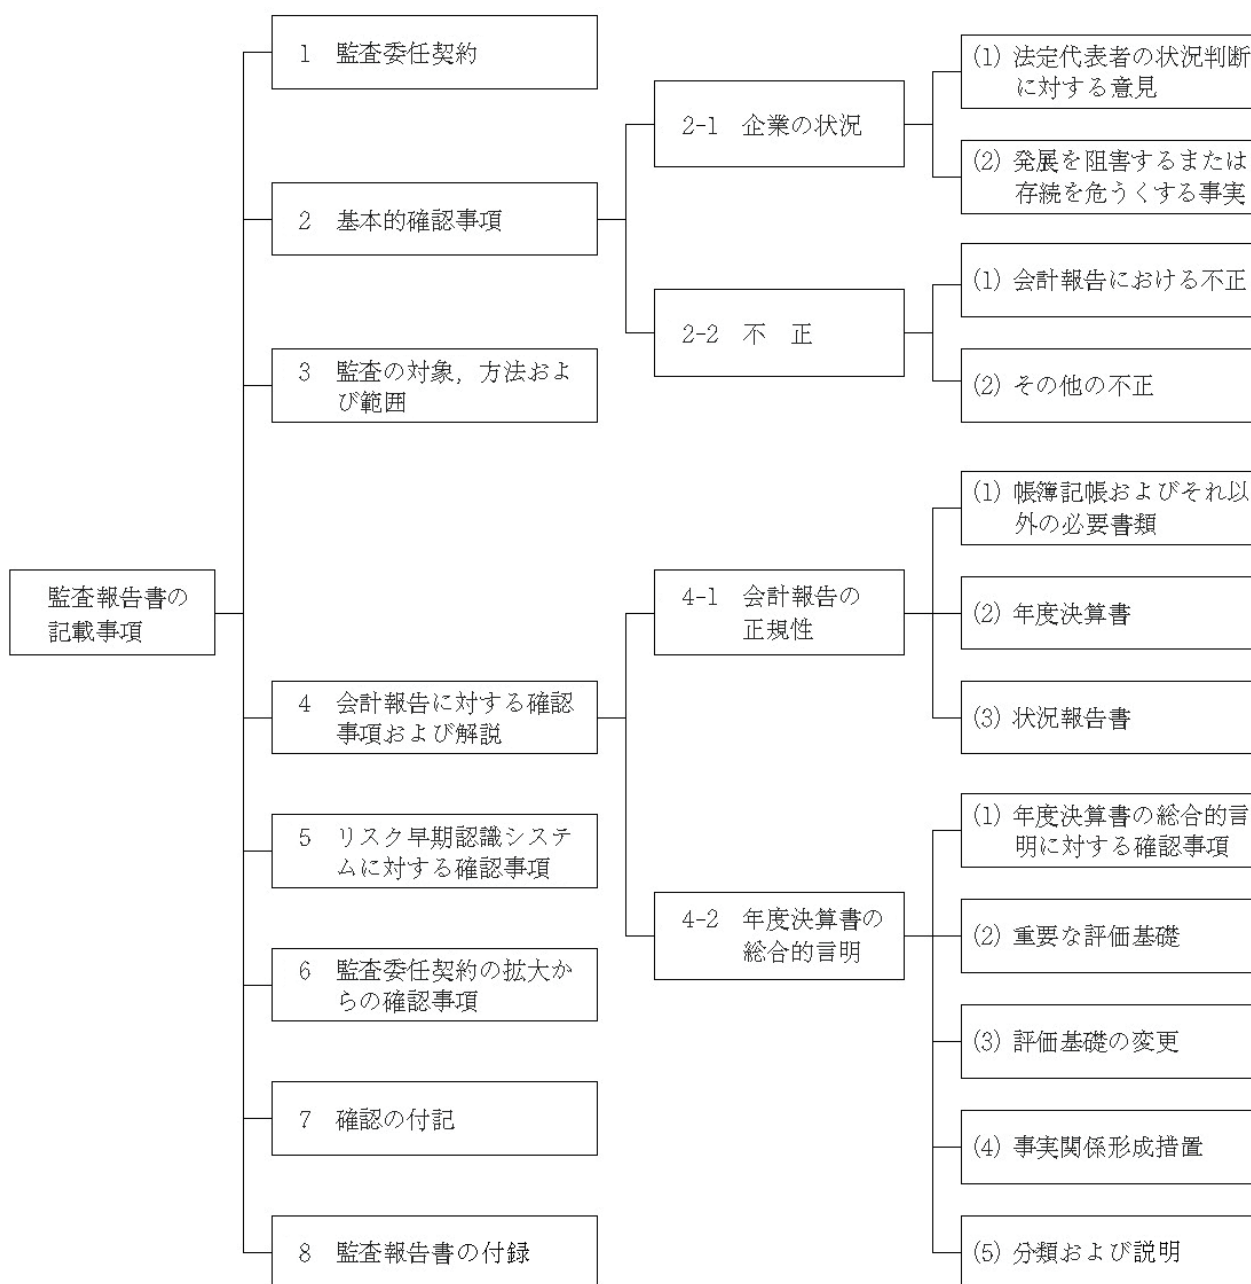 監査報告書の
記載事項
1 監査委任契約
2 基本的確認事項
2-1 企業の状況
(1) 法定代表者の状況判断
に対する意見
(2) 発展を阻害するまたは
存続を危うくする事実
2-2 不 正
(1) 会計報告における不正
(2) その他の不正
3 監査の対象，方法およ
び範囲
4 会計報告に対する確認
事項および解説
4-1 会計報告の
正規性
(1) 帳簿記帳およびそれ以
外の必要書類
(2) 年度決算書
(3) 状況報告書
4-2 年度決算書の
総合的言明
(1) 年度決算書の総合的言
明に対する確認事項
(2) 重要な評価基礎
(3) 評価基礎の変更
(4) 事実関係形成措置
(5) 分類および説明
5 リスク早期認識システ
ムに対する確認事項
6 監査委任契約の拡大か
らの確認事項
7 確認の付記
8 監査報告書の付録